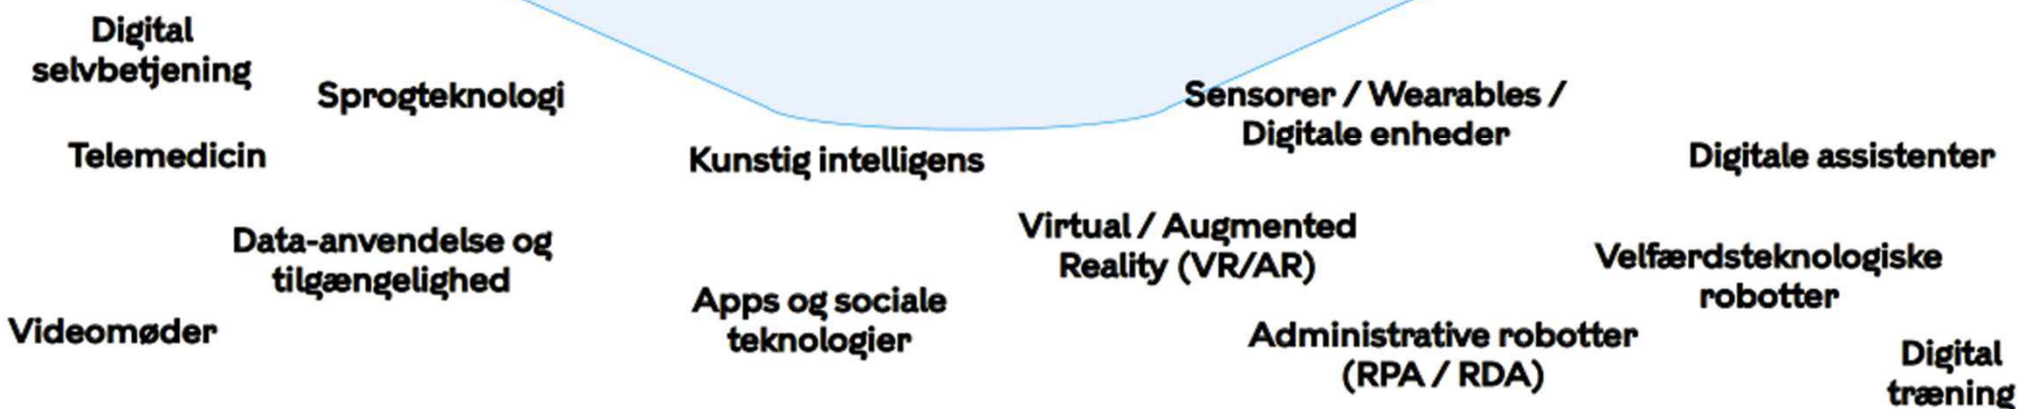 Digital
selvbetjening
Sprogteknologi
Sensorer / Wearables /
Digitale enheder
Telemedicin
Kunstig intelligens
Digitale assistenter
Data-anvendelse og
tilgængelighed
Virtual / Augmented
Reality (VR/AR)
Velfærdsteknologiske
robotter
Videomøder
Apps og sociale
teknologier
Administrative robotter
(RPA / RDA)
Digital
træning